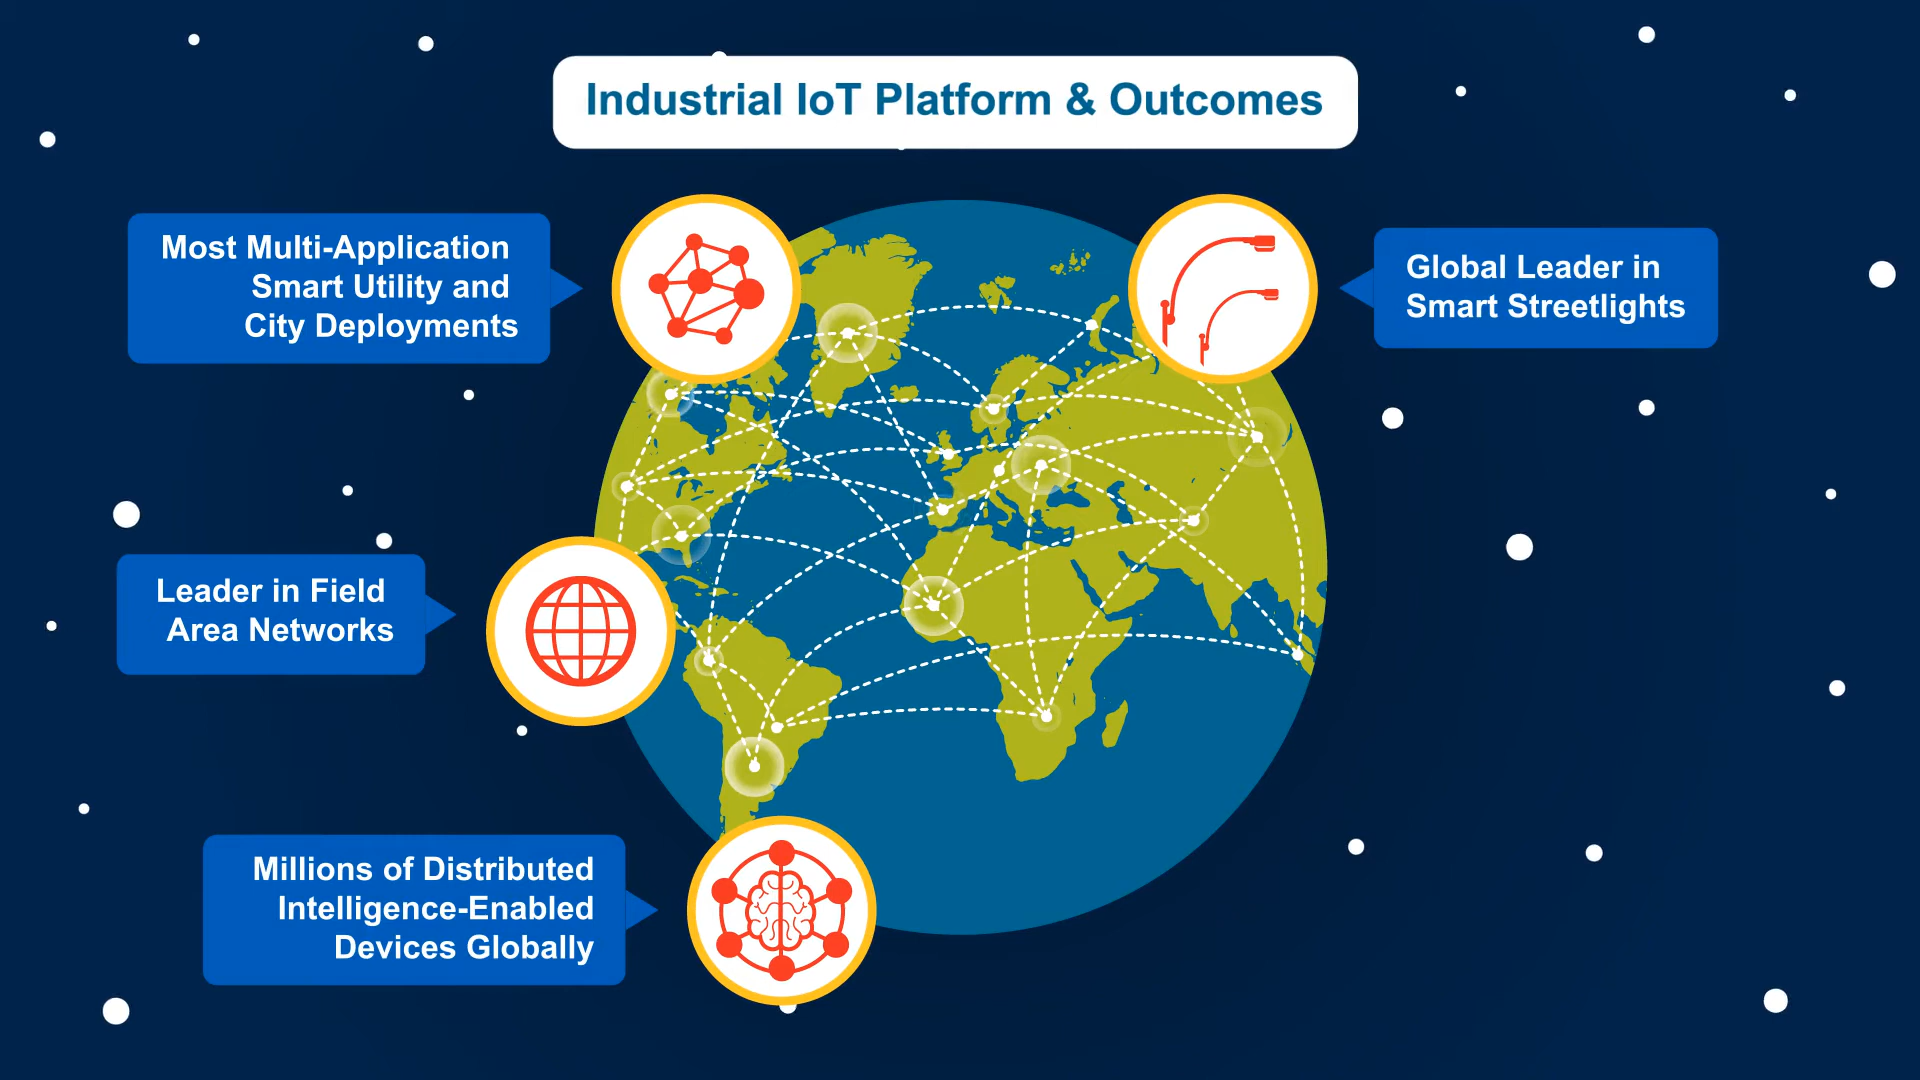 Industrial IoT Platform & Outcomes
Most Multi-Application
Smart Utility and
City Deployments
Global Leader in
Smart Streetlights
Leader in Field
Area Networks
Millions of Distributed
Intelligence-Enabled
Devices Globally